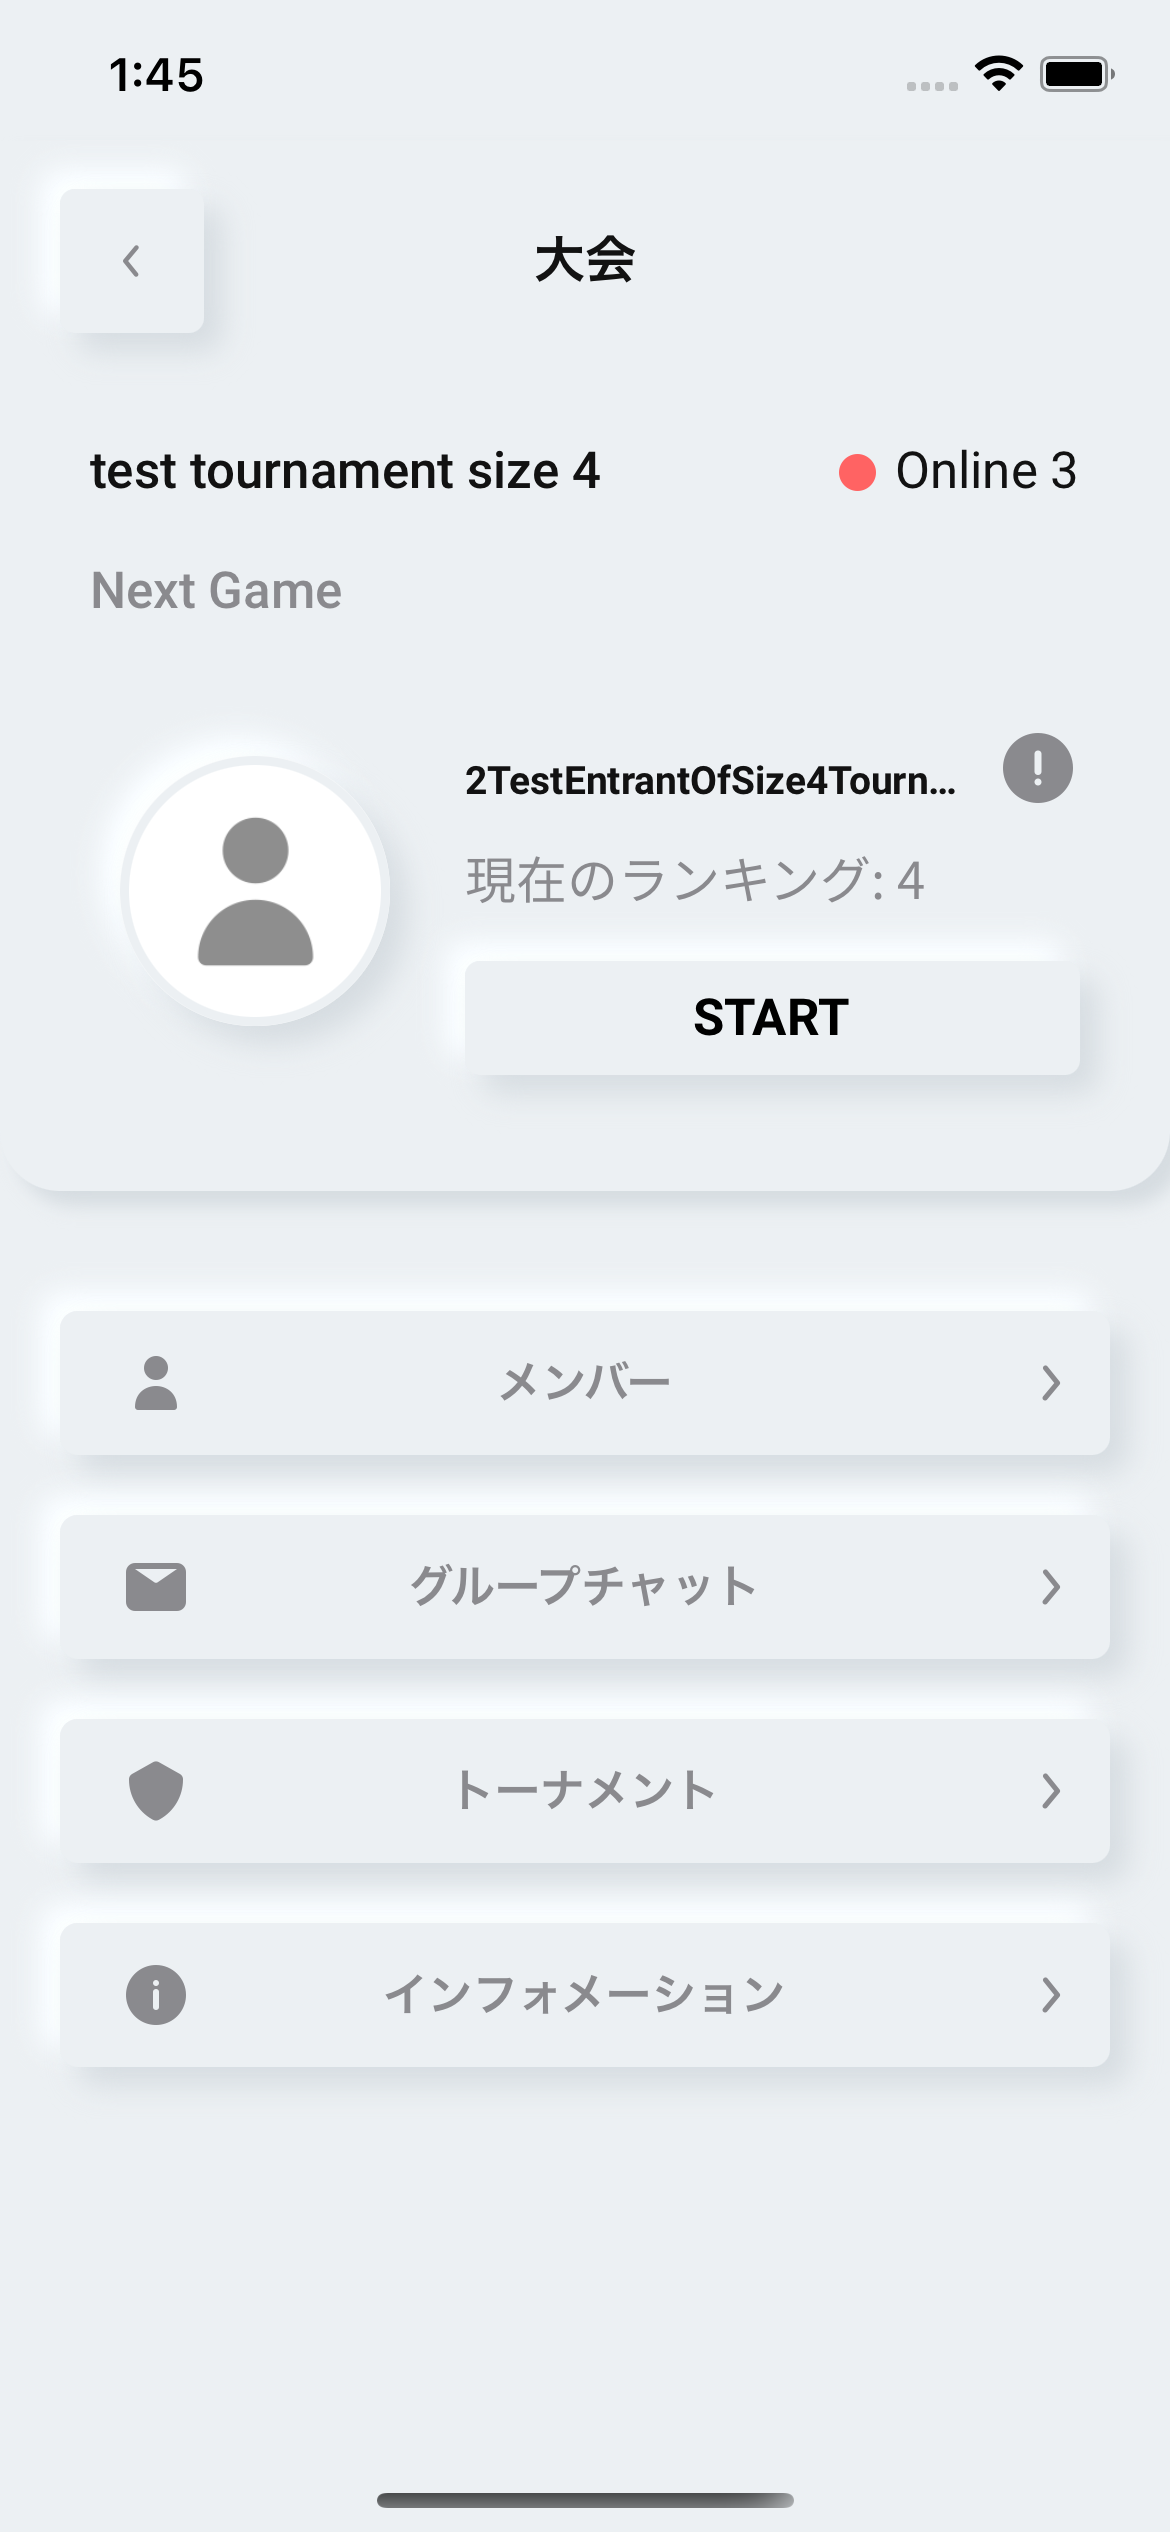 1:45
大会
test tournament size 4
Online 3
Next Game
2TestEntrantOfSize4Tourn...
現在のランキング: 4
START
メンバー
グループチャット
トーナメント
インフォメーション